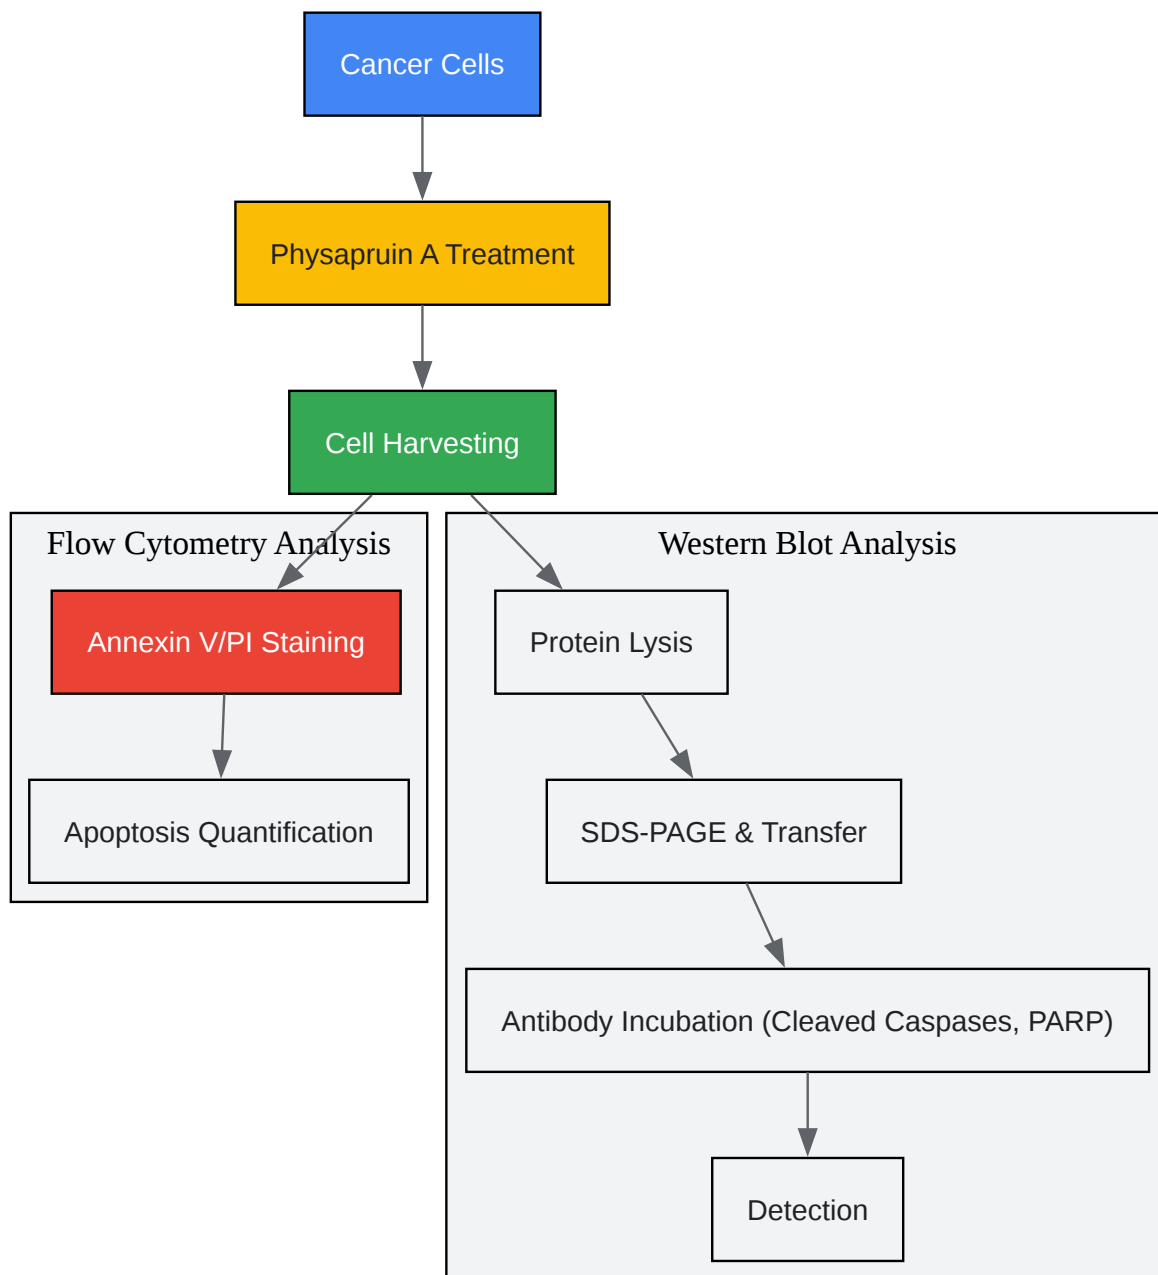 Cancer Cells
Physapruin A Treatment
Cell Harvesting
Flow Cytometry Analysis
Annexin V/PI Staining
Apoptosis Quantification
Western Blot Analysis
Protein Lysis
SDS-PAGE & Transfer
Antibody Incubation (Cleaved Caspases, PARP)
Detection